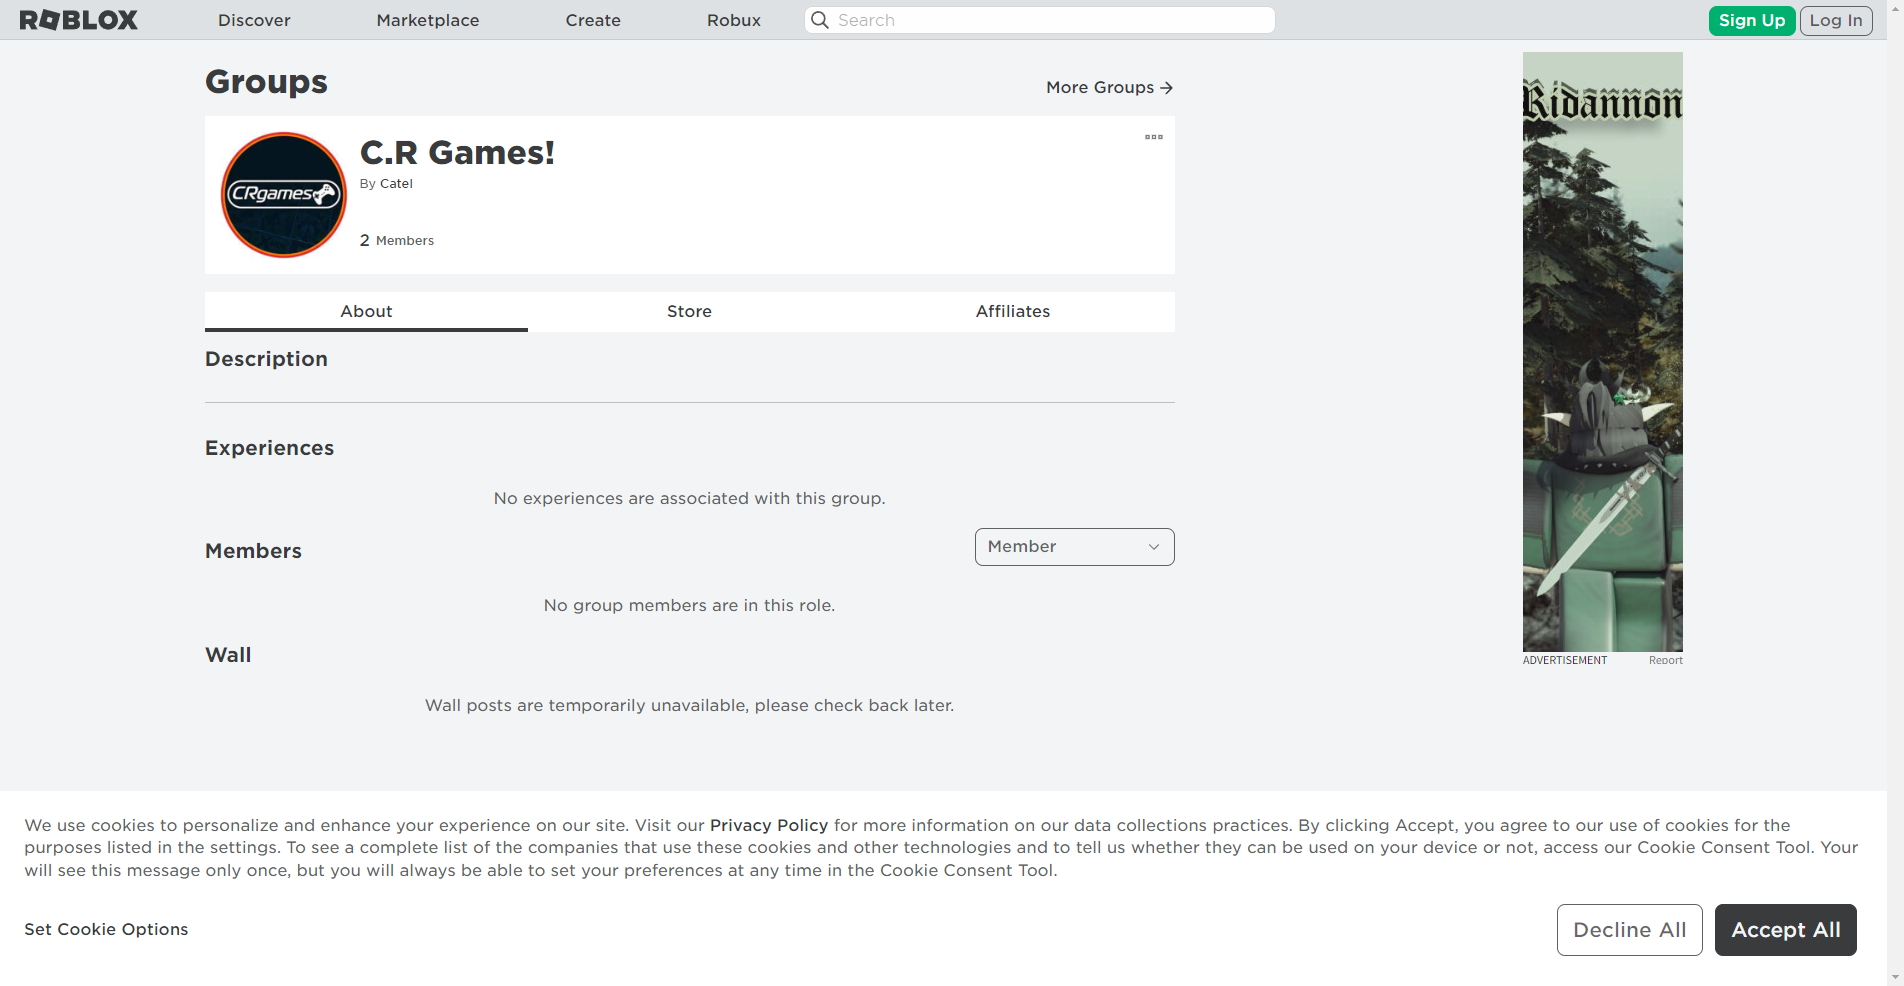 ROBLOX
Discover
Marketplace
Create
Robux
Search
Sign Up
Log In
Groups
More Groups
C.R Games!
By Catel
CRgames
2 Members
About
Store
Affiliates
Description
Experiences
No experiences are associated with this group.
Members
Member
No group members are in this role.
Wall
Wall posts are temporarily unavailable, please check back later.
Ridannon
ADVERTISEMENT
Report
We use cookies to personalize and enhance your experience on our site. Visit our Privacy Policy for more information on our data collections practices. By clicking Accept, you agree to our use of cookies for the
purposes listed in the settings. To see a complete list of the companies that use these cookies and other technologies and to tell us whether they can be used on your device or not, access our Cookie Consent Tool. Your
will see this message only once, but you will always be able to set your preferences at any time in the Cookie Consent Tool.
Set Cookie Options
Decline All
Accept All